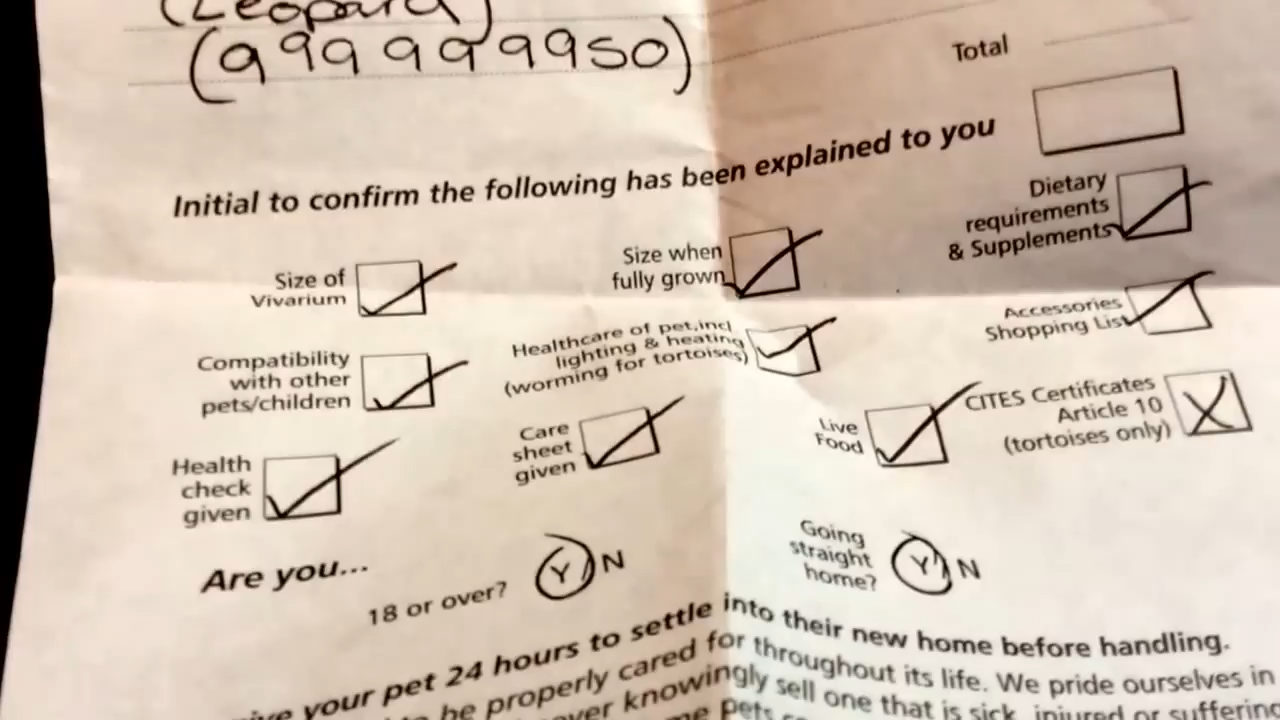 (Leopard)
(9999999950)
Total
Initial to confirm the following has been explained to you
Size of
Vivarium
Size when
fully grown
Dietary
requirements
& Supplements
Compatibility
with other
pets/children
Healthcare of pet,incl
lighting & heating
(worming for tortoises)
Accessories
Shopping List
Health
check
given
Care
sheet
given
Live
Food
CITES Certificates
Article 10
(tortoises only)
Are you...
18 or over? Y N
Going
straight
home? Y N
your pet 24 hours to settle into their new home before handling.
be properly cared for throughout its life. We pride ourselves in
knowingly sell one that is sick, injured or suffering
pets